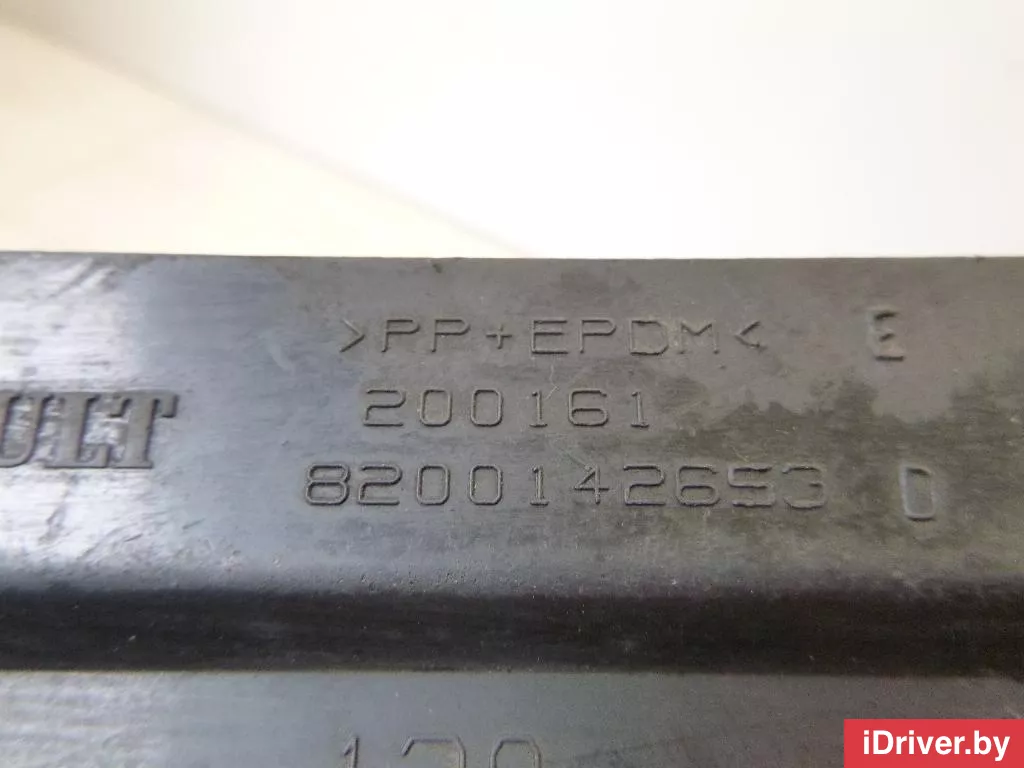 >PP+EPDM< E
200161
ULT
8200142653 D
iDriver.by